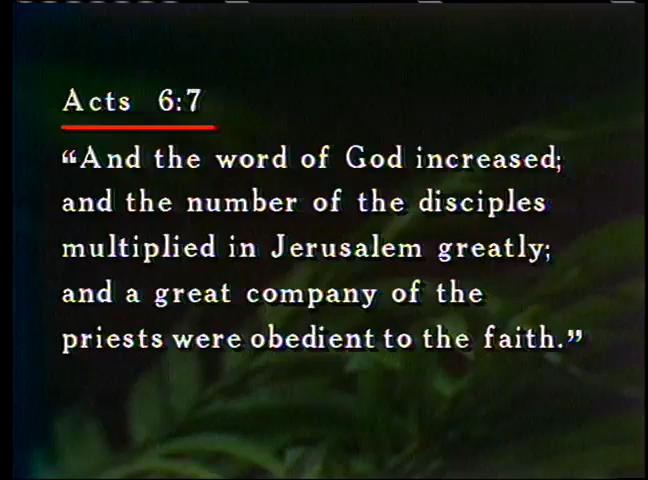 Acts 6:7
“And the word of God increased;
and the number of the disciples
multiplied in Jerusalem greatly;
and a great company of the
priests were obedient to the faith.”